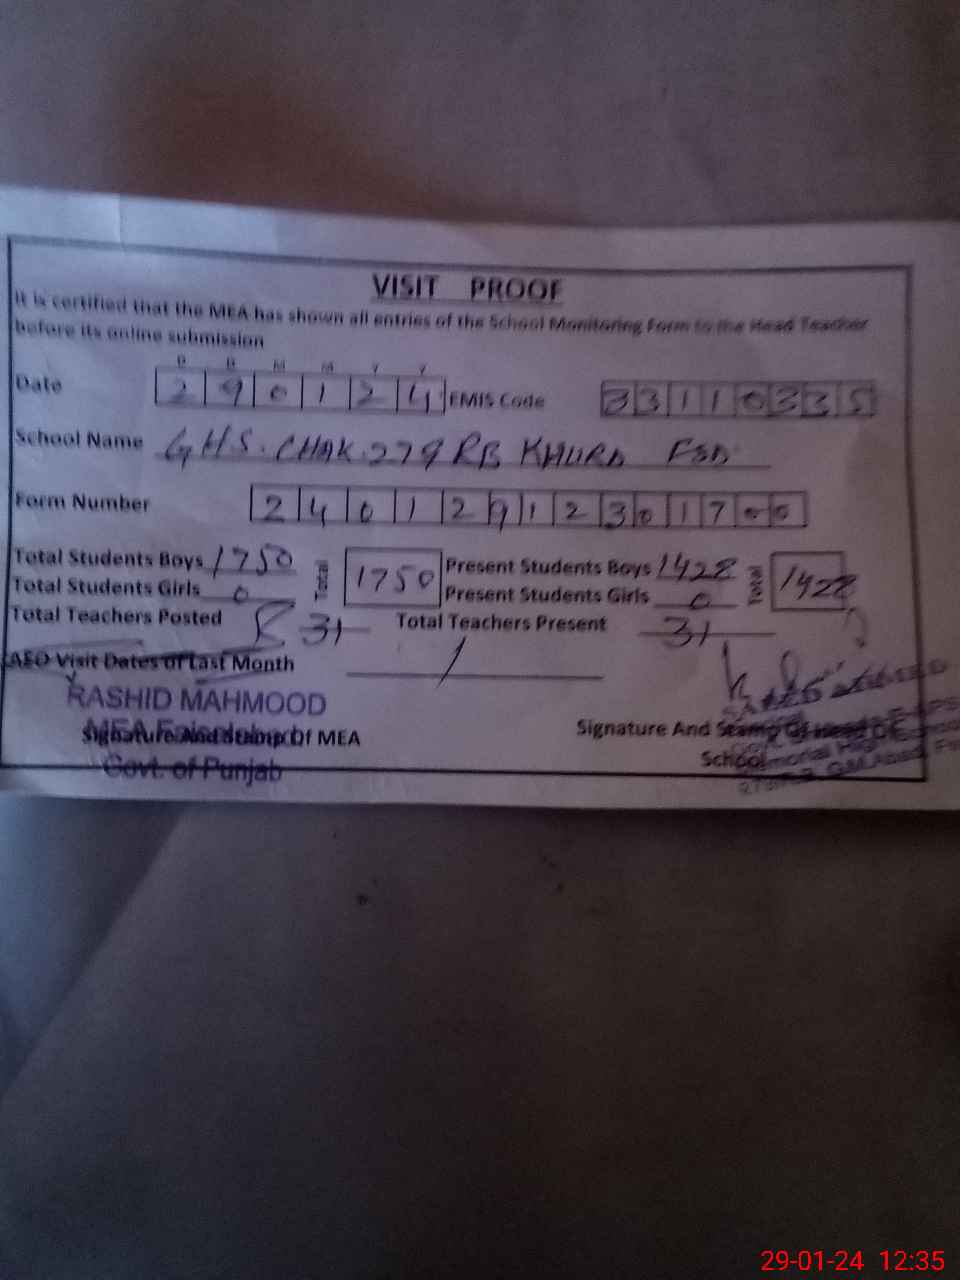 VISIT PROOF
It is certified that the MEA has shown all entries of the School Monitoring Form to the Head Teacher
before its online submission
D D M M Y Y
Date 2 9 0 1 2 4 EMIS Code 3 3 1 1 0 3 3 5
School Name GHS. CHAK. 279 RB KHURD FSD
Form Number 2 4 0 1 2 9 1 2 3 0 1 7 0 0
Total Students Boys 1750 Total 1750 Present Students Boys 1428 Total 1428
Total Students Girls 0 Present Students Girls 0
Total Teachers Posted 31 Total Teachers Present 31
AEO Visit Dates of Last Month /
RASHID MAHMOOD
MEA Faisalabad
Signature And Stamp Of MEA Signature And Stamp Of Head Of
School
Govt. of Punjab
29-01-24 12:35